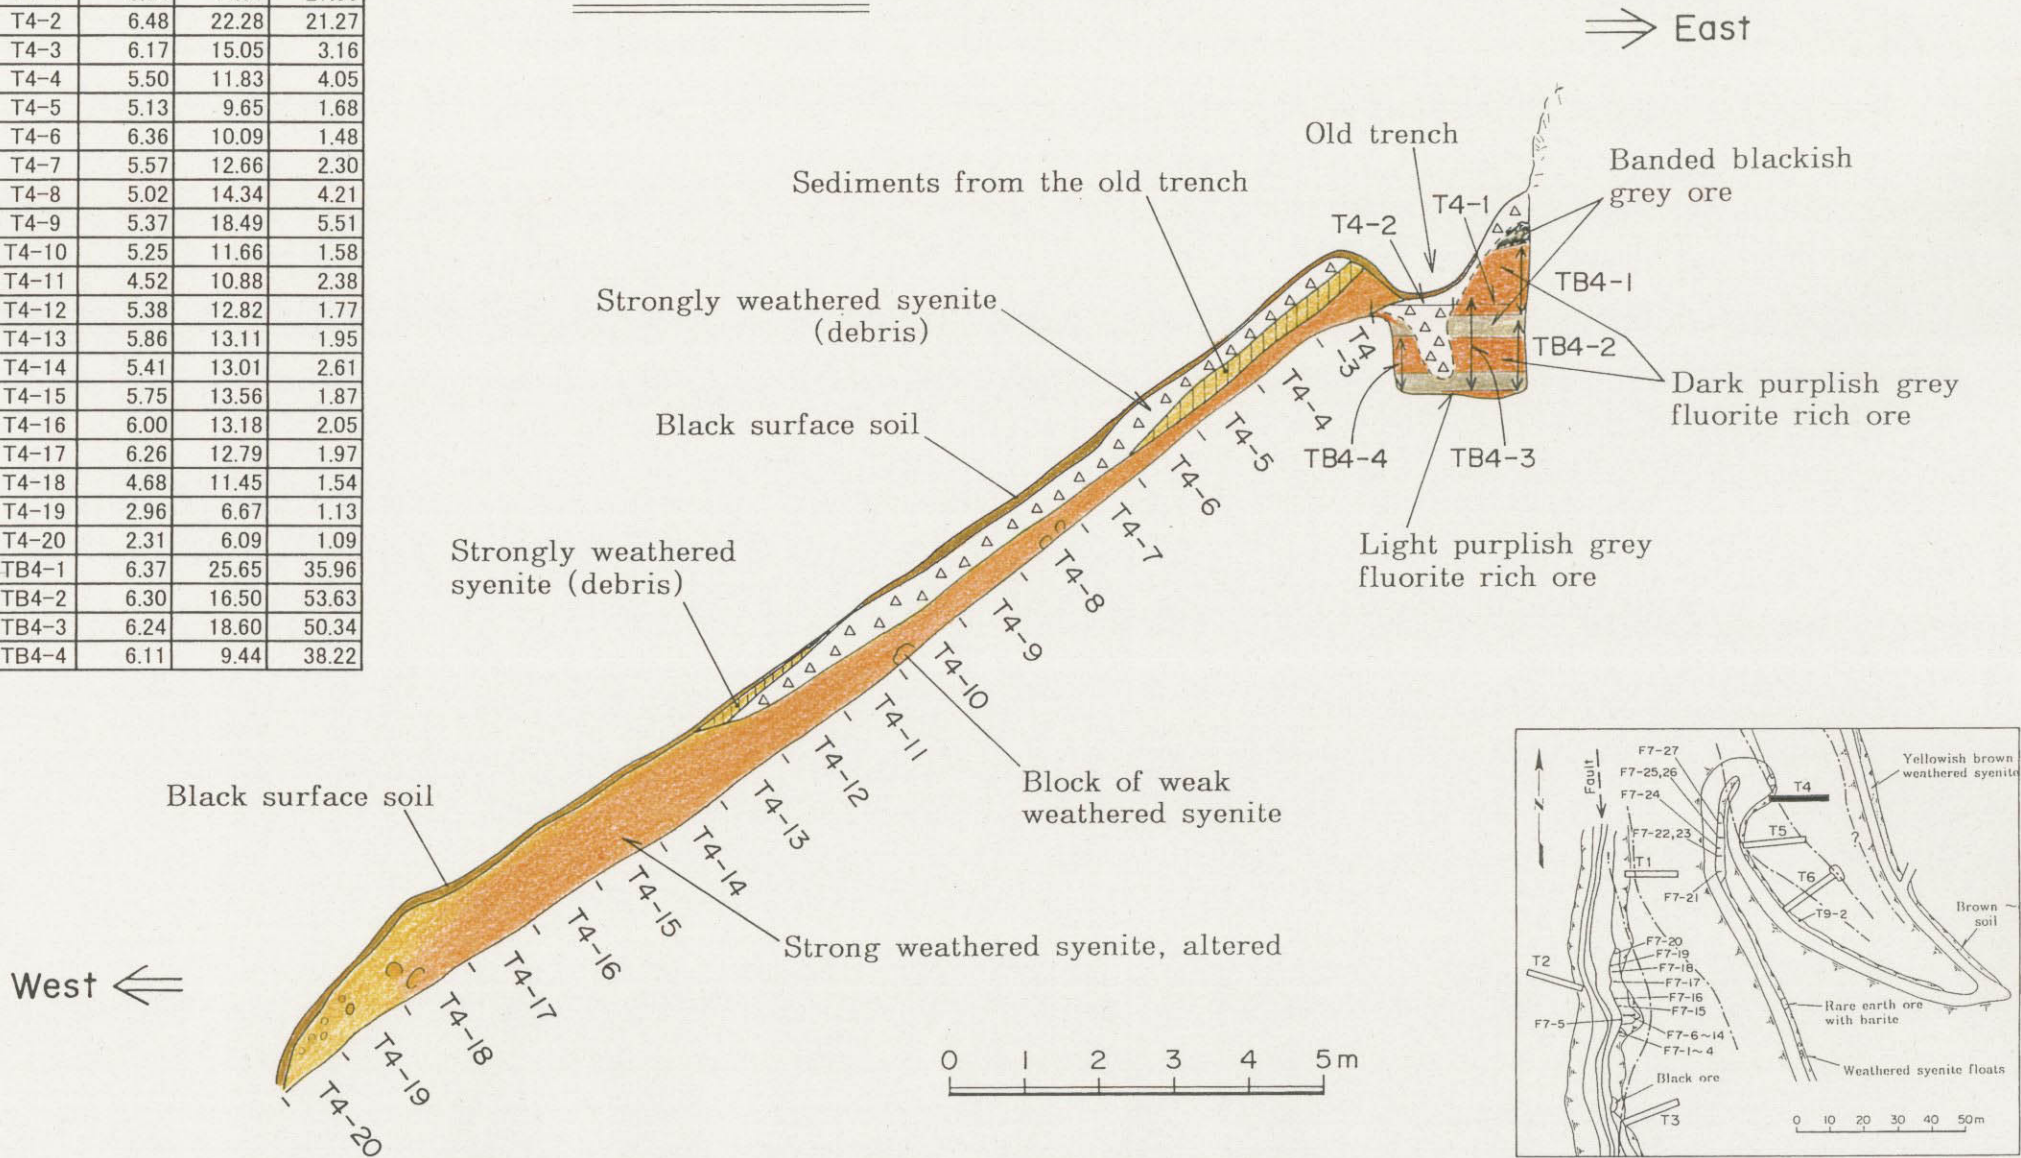 T4-2 6.48 22.28 21.27
T4-3 6.17 15.05 3.16
T4-4 5.50 11.83 4.05
T4-5 5.13 9.65 1.68
T4-6 6.36 10.09 1.48
T4-7 5.57 12.66 2.30
T4-8 5.02 14.34 4.21
T4-9 5.37 18.49 5.51
T4-10 5.25 11.66 1.58
T4-11 4.52 10.88 2.38
T4-12 5.38 12.82 1.77
T4-13 5.86 13.11 1.95
T4-14 5.41 13.01 2.61
T4-15 5.75 13.56 1.87
T4-16 6.00 13.18 2.05
T4-17 6.26 12.79 1.97
T4-18 4.68 11.45 1.54
T4-19 2.96 6.67 1.13
T4-20 2.31 6.09 1.09
TB4-1 6.37 25.65 35.96
TB4-2 6.30 16.50 53.63
TB4-3 6.24 18.60 50.34
TB4-4 6.11 9.44 38.22
East
Old trench
Banded blackish
grey ore
Sediments from the old trench
T4-2
T4-1
TB4-1
Strongly weathered syenite
(debris)
TB4-2
Dark purplish grey
fluorite rich ore
Black surface soil
TB4-4
TB4-3
Light purplish grey
fluorite rich ore
Strongly weathered
syenite (debris)
T4
-3
T4-4
T4-5
T4-6
T4-7
T4-8
T4-9
T4-10
T4-11
T4-12
T4-13
T4-14
T4-15
T4-16
T4-17
T4-18
T4-19
T4-20
Block of weak
weathered syenite
Black surface soil
Strong weathered syenite, altered
West
0 1 2 3 4 5m
N
Fault
F7-27
F7-25,26
F7-24
F7-22,23
T1
F7-21
T4
T5
T6
T9-2
?
Yellowish brown
weathered syenite
Brown
soil
T2
F7-20
F7-19
F7-18
F7-17
F7-16
F7-15
F7-5
F7-6~14
F7-1~4
Rare earth ore
with barite
Black ore
Weathered syenite floats
T3
0 10 20 30 40 50m